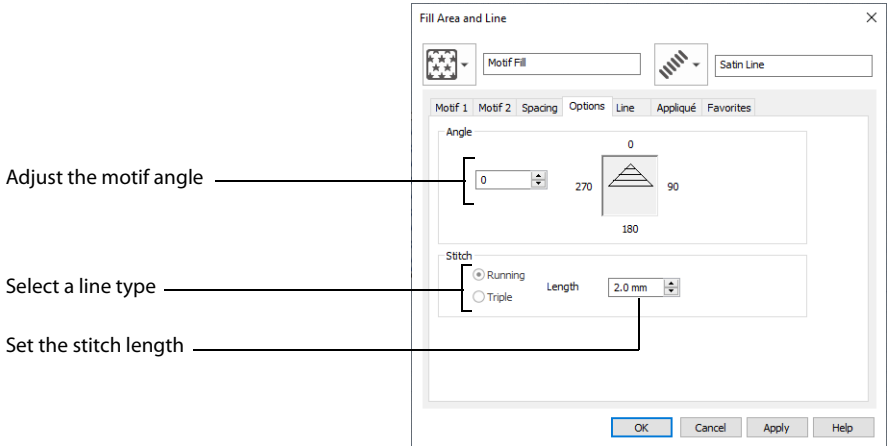 Fill Area and Line
Motif Fill
Satin Line
Motif 1 Motif 2 Spacing Options Line Appliqué Favorites
Angle
0
Adjust the motif angle
0
270
90
180
Stitch
Running
Select a line type
Length
2.0 mm
Triple
Set the stitch length
OK Cancel Apply Help